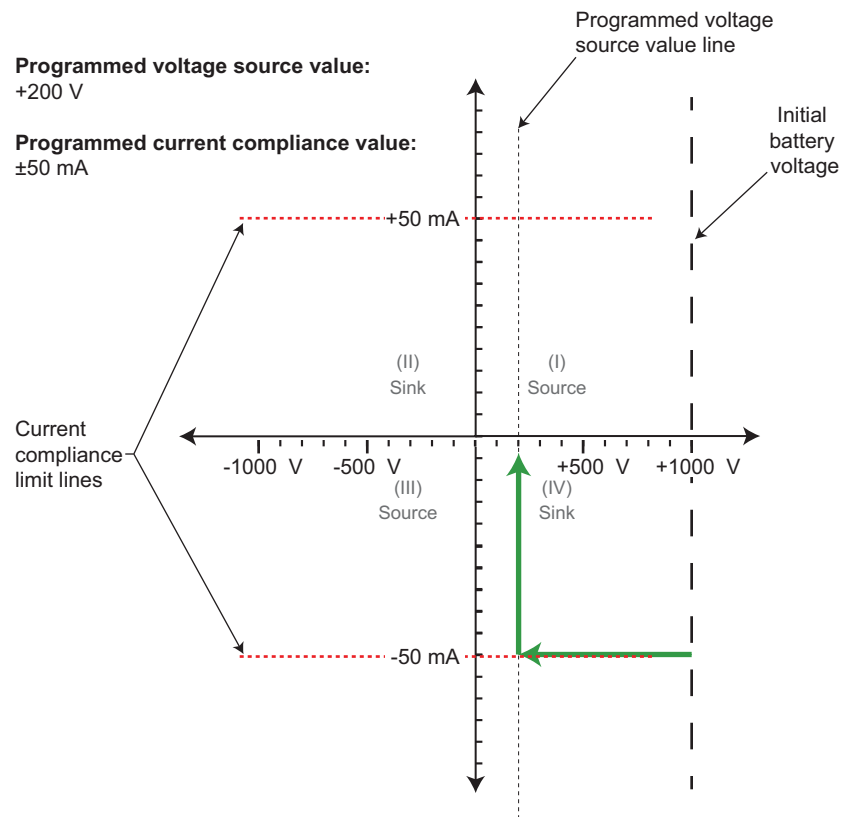 Programmed voltage
source value line
Programmed voltage source value:
+200 V
Programmed current compliance value:
±50 mA
Initial
battery
voltage
+50 mA
(II)
Sink
(I)
Source
Current
compliance
limit lines
-1000 V
-500 V
+500 V
+1000 V
(III)
Source
(IV)
Sink
-50 mA